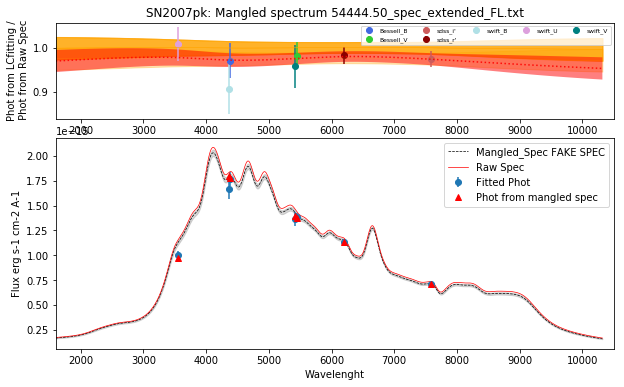 SN2007pk: Mangled spectrum 54444.50_spec_extended_FL.txt
Phot from LCfitting /
Phot from Raw Spec
1.0
0.9
Bessell_B
Bessell_V
sdss_i'
sdss_r'
swift_B
swift_U
swift_V
2000 3000 4000 5000 6000 7000 8000 9000 10000
1e−15
Flux erg s-1 cm-2 A-1
2.00
1.75
1.50
1.25
1.00
0.75
0.50
0.25
Mangled_Spec FAKE SPEC
Raw Spec
Fitted Phot
Phot from mangled spec
2000 3000 4000 5000 6000 7000 8000 9000 10000
Wavelenght